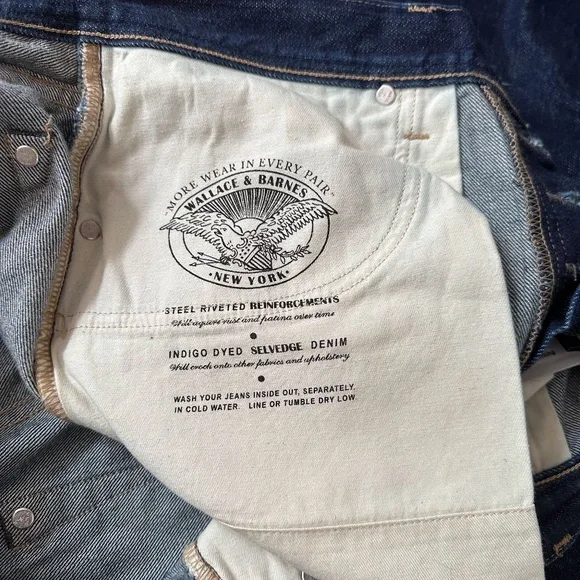 "MORE WEAR IN EVERY PAIR"
WALLACE & BARNES
• NEW YORK •
STEEL RIVETED REINFORCEMENTS
Will aquire rust and patina over time
•
INDIGO DYED SELVEDGE DENIM
Will crock onto other fabrics and upholstery
•
WASH YOUR JEANS INSIDE OUT, SEPARATELY,
IN COLD WATER. LINE OR TUMBLE DRY LOW.